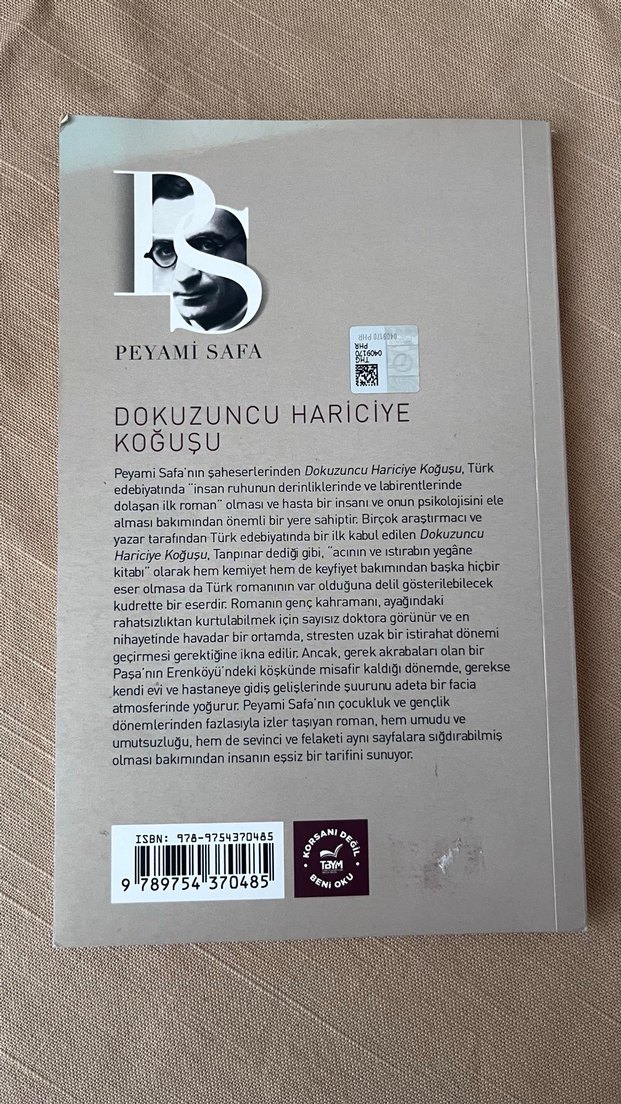 PS
PEYAMİ SAFA
0409170 PHR
THG
0409170
PHR
DOKUZUNCU HARİCİYE
KOĞUŞU
Peyami Safa'nın şaheserlerinden Dokuzuncu Hariciye Koğuşu, Türk
edebiyatında "insan ruhunun derinliklerinde ve labirentlerinde
dolaşan ilk roman" olması ve hasta bir insanı ve onun psikolojisini ele
alması bakımından önemli bir yere sahiptir. Birçok araştırmacı ve
yazar tarafından Türk edebiyatında bir ilk kabul edilen Dokuzuncu
Hariciye Koğuşu, Tanpınar dediği gibi, "acının ve ıstırabın yegâne
kitabı" olarak hem kemiyet hem de keyfiyet bakımından başka hiçbir
eser olmasa da Türk romanının var olduğuna delil gösterilebilecek
kudrette bir eserdir. Romanın genç kahramanı, ayağındaki
rahatsızlıktan kurtulabilmek için sayısız doktora görünür ve en
nihayetinde havadar bir ortamda, stresten uzak bir istirahat dönemi
geçirmesi gerektiğine ikna edilir. Ancak, gerek akrabaları olan bir
Paşa'nın Erenköyü'ndeki köşkünde misafir kaldığı dönemde, gerekse
kendi evi ve hastaneye gidiş gelişlerinde şuurunu adeta bir facia
atmosferinde yoğurur. Peyami Safa'nın çocukluk ve gençlik
dönemlerinden fazlasıyla izler taşıyan roman, hem umudu ve
umutsuzluğu, hem de sevinci ve felaketi aynı sayfalara sığdırabilmiş
olması bakımından insanın eşsiz bir tarifini sunuyor.
ISBN: 978-9754370485
9 789754 370485
KORSANI DEĞİL
TBYM
BENİ OKU